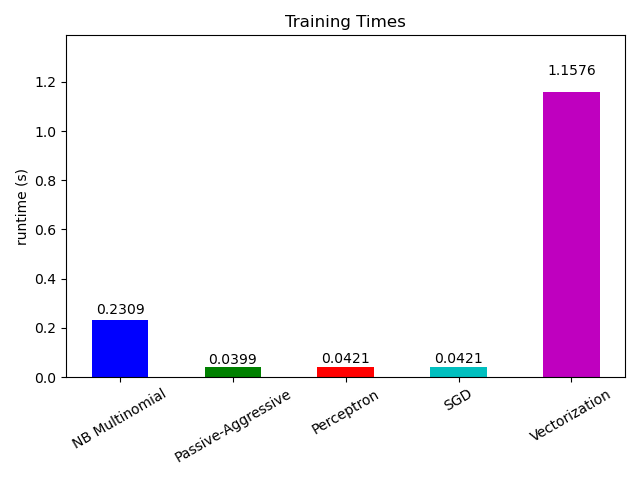 Training Times
runtime (s)
1.2
1.0
0.8
0.6
0.4
0.2
0.0
0.2309
0.0399
0.0421
0.0421
1.1576
NB Multinomial
Passive-Aggressive
Perceptron
SGD
Vectorization